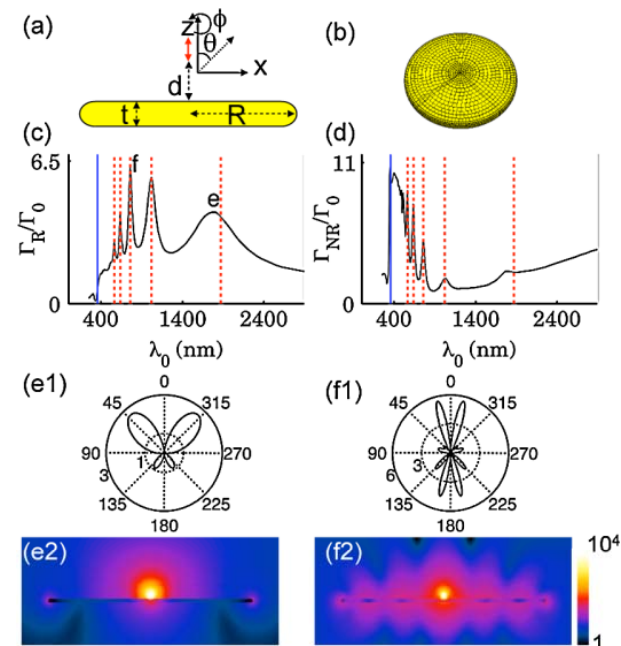 (a)
z ϕ
θ
x
d
t R
(b)
(c)
6.5
f
e
Γ_R/Γ_0
0
400 1400 2400
λ_0 (nm)
(d)
11
Γ_NR/Γ_0
0
400 1400 2400
λ_0 (nm)
(e1)
0
45 315
90 1 270
3
135 225
180
(f1)
0
45 315
90 3 270
6
135 225
180
(e2)
(f2)
10^4
1